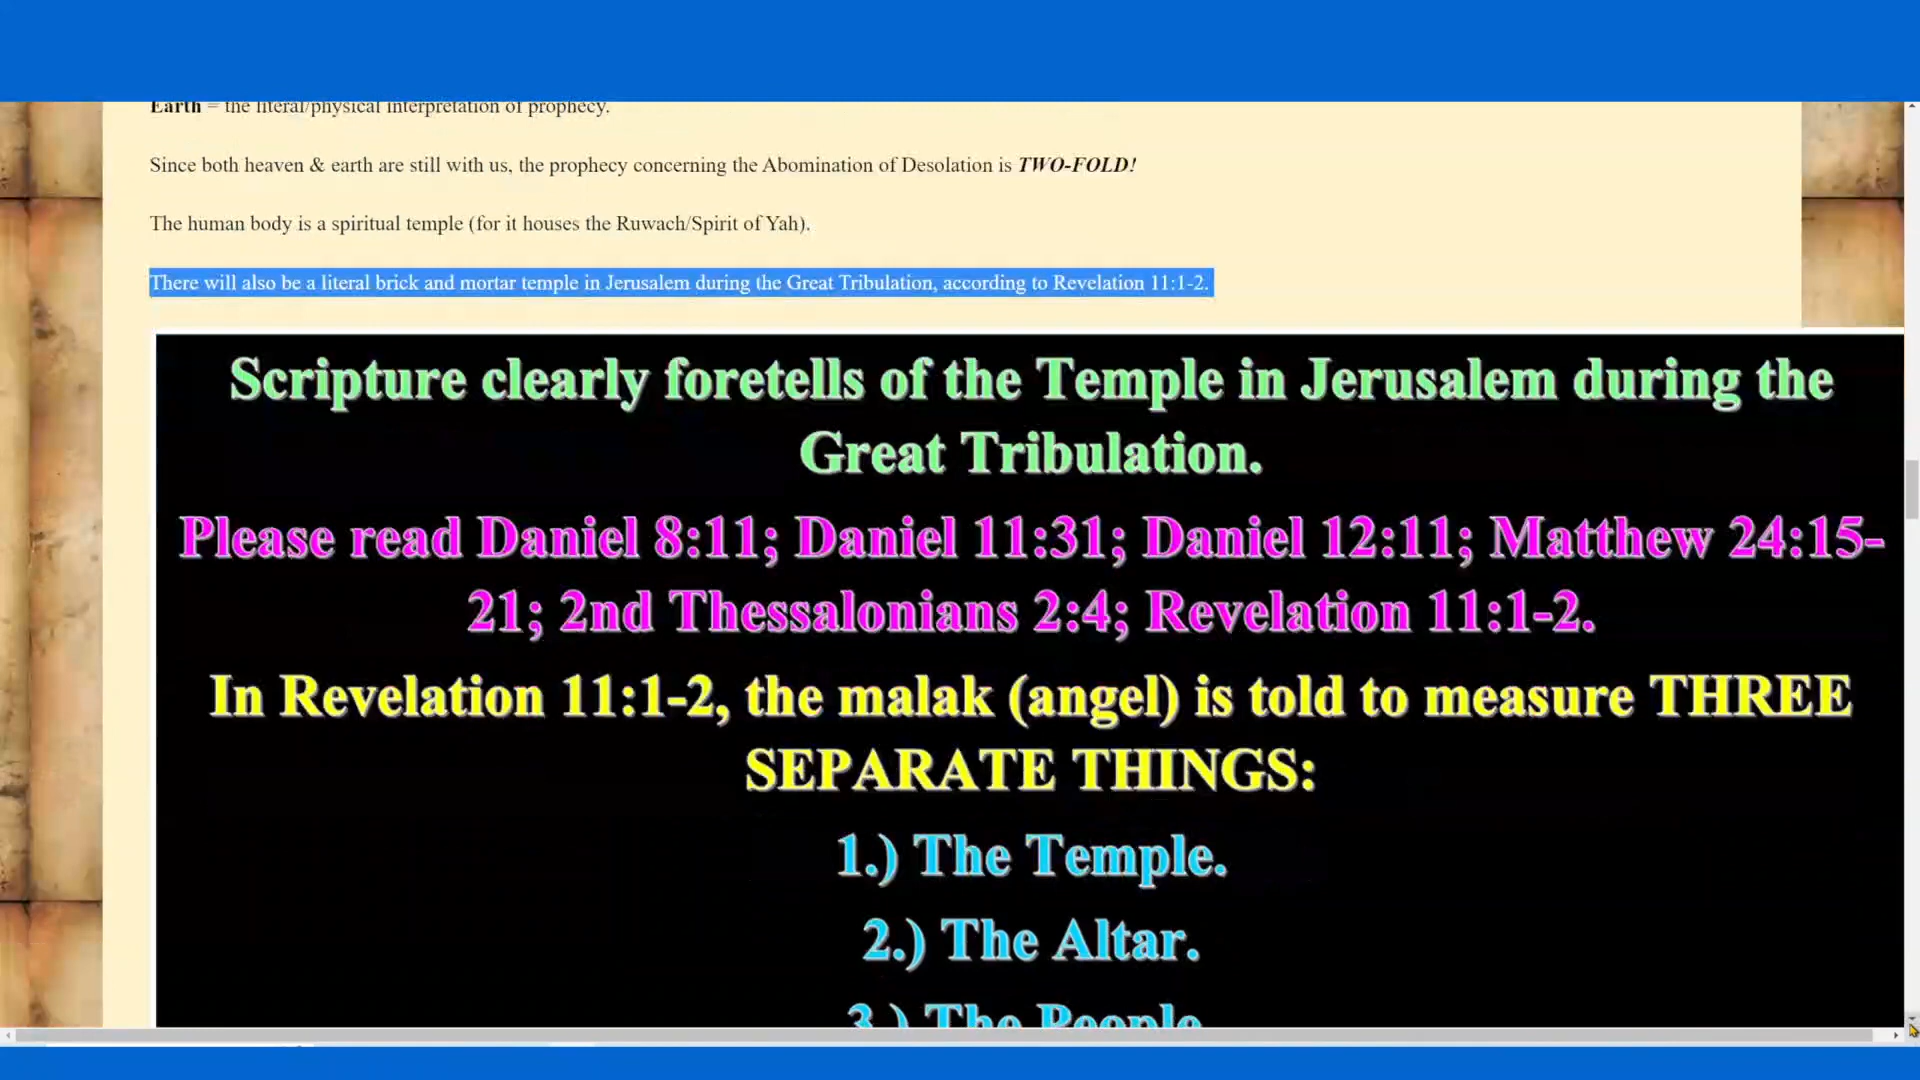 Earth = the literal/physical interpretation of prophecy.
Since both heaven & earth are still with us, the prophecy concerning the Abomination of Desolation is TWO-FOLD!
The human body is a spiritual temple (for it houses the Ruwach/Spirit of Yah).
There will also be a literal brick and mortar temple in Jerusalem during the Great Tribulation, according to Revelation 11:1-2.
Scripture clearly foretells of the Temple in Jerusalem during the
Great Tribulation.
Please read Daniel 8:11; Daniel 11:31; Daniel 12:11; Matthew 24:15-
21; 2nd Thessalonians 2:4; Revelation 11:1-2.
In Revelation 11:1-2, the malak (angel) is told to measure THREE
SEPARATE THINGS:
1.) The Temple.
2.) The Altar.
3.) The People